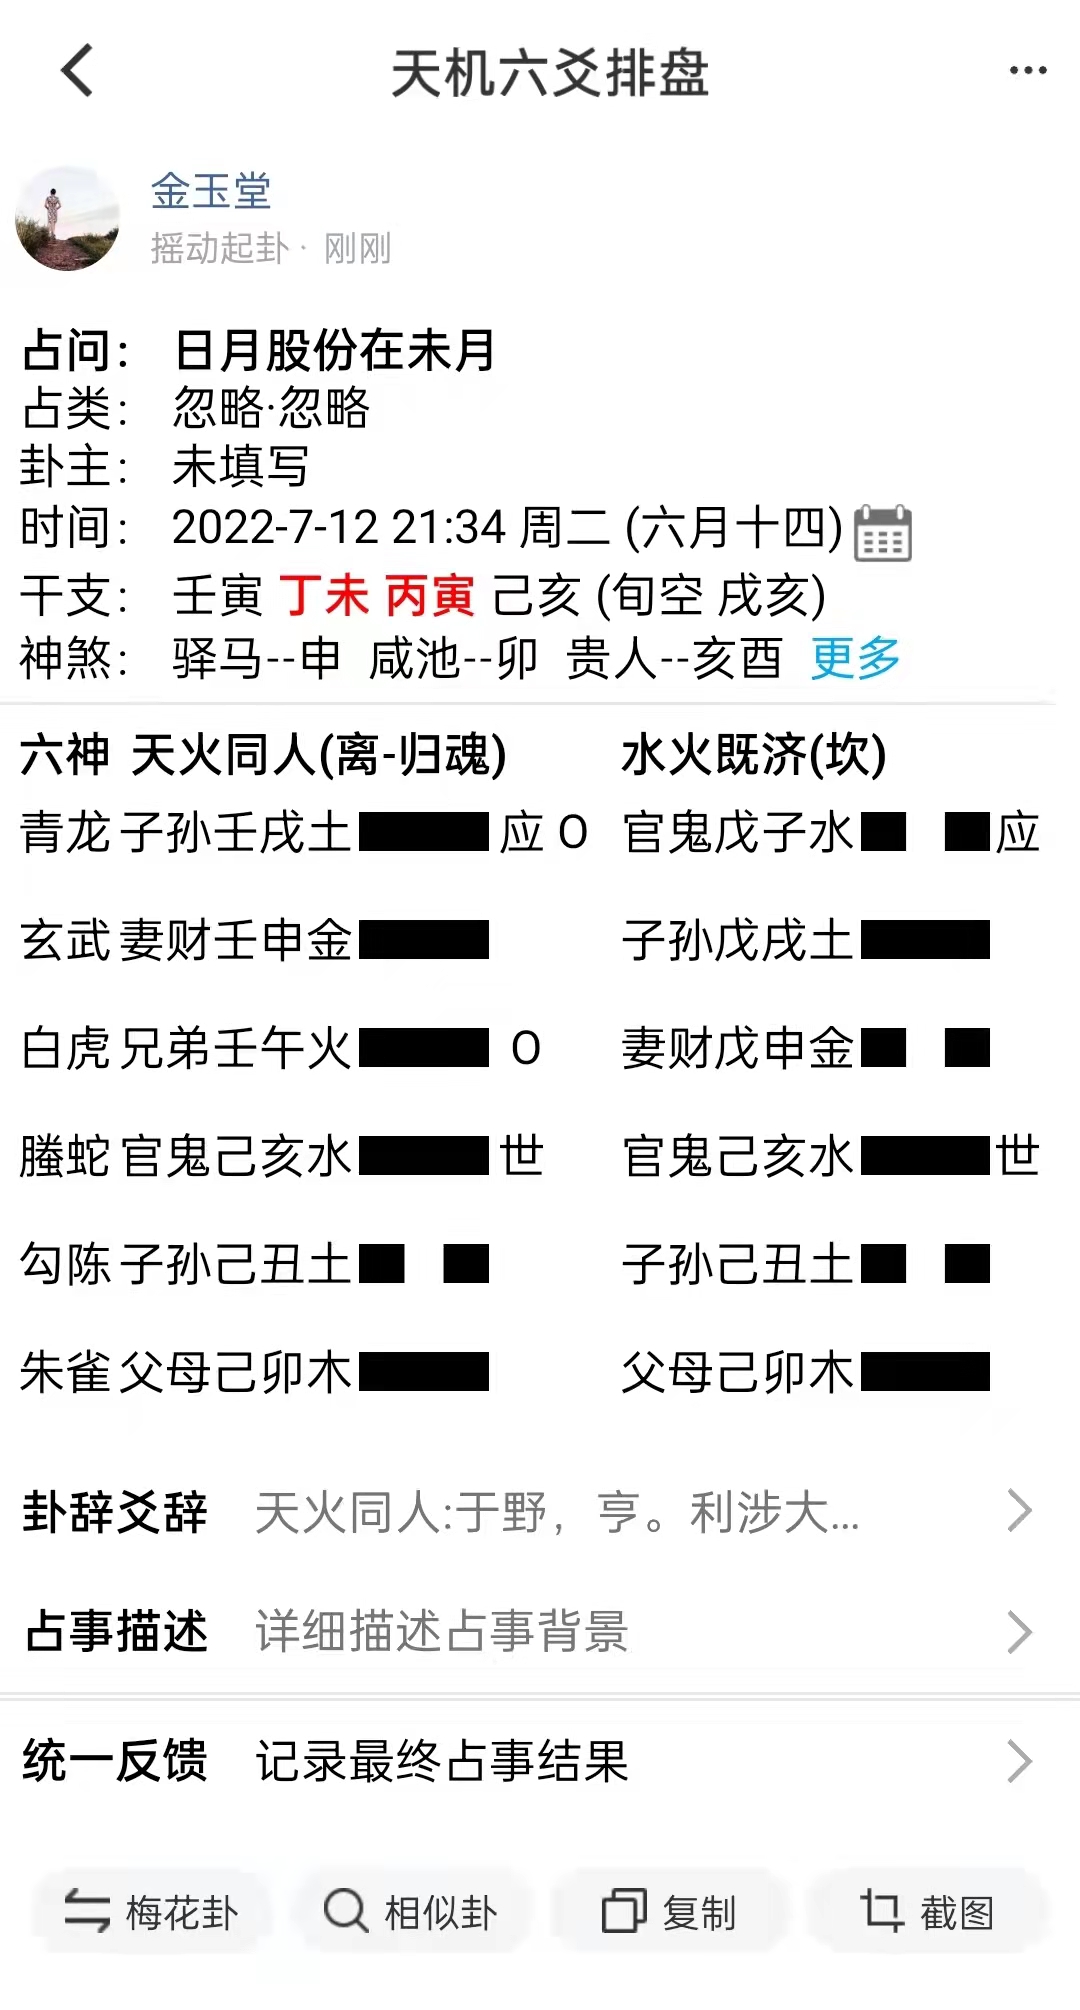 天机六爻排盘
金玉堂
摇动起卦· 刚刚
占问： 日月股份在未月
占类： 忽略·忽略
卦主： 未填写
时间： 2022-7-12 21:34 周二 (六月十四)
干支： 壬寅 丁未 丙寅 己亥 (旬空 戌亥)
神煞： 驿马--申 咸池--卯 贵人--亥酉 更多
六神 天火同人(离-归魂) 水火既济(坎)
青龙 子孙壬戌土 应 O 官鬼戊子水 应
玄武 妻财壬申金 子孙戊戌土
白虎 兄弟壬午火 O 妻财戊申金
螣蛇 官鬼己亥水 世 官鬼己亥水 世
勾陈 子孙己丑土 子孙己丑土
朱雀 父母己卯木 父母己卯木
卦辞爻辞 天火同人:于野，亨。利涉大...
占事描述 详细描述占事背景
统一反馈 记录最终占事结果
梅花卦 相似卦 复制 截图